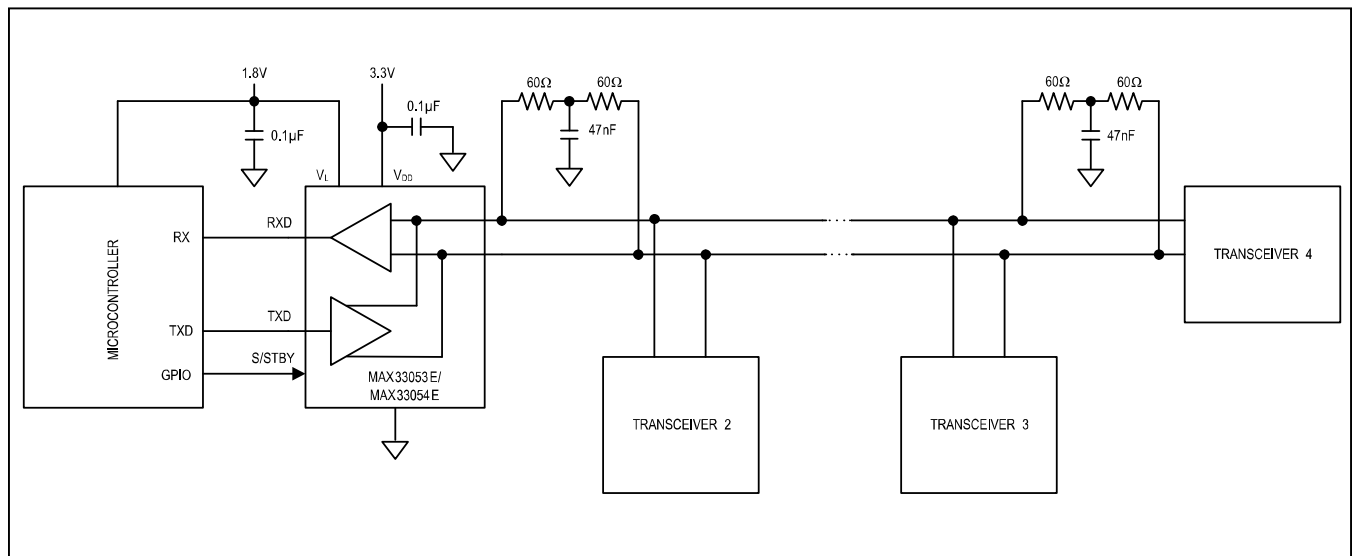 1.8V
3.3V
60Ω 60Ω
60Ω 60Ω
0.1µF
0.1µF
47nF
47nF
VL
VDD
MICROCONTROLLER
RX
RXD
TXD
TXD
GPIO
S/STBY
MAX33053E/
MAX33054E
TRANSCEIVER 2
TRANSCEIVER 3
TRANSCEIVER 4